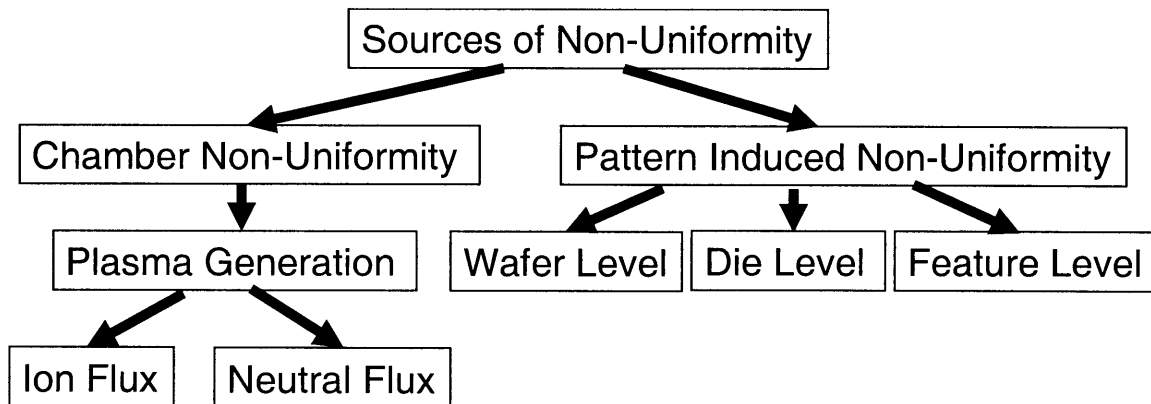 Sources of Non-Uniformity
Chamber Non-Uniformity
Pattern Induced Non-Uniformity
Plasma Generation
Wafer Level
Die Level
Feature Level
Ion Flux
Neutral Flux